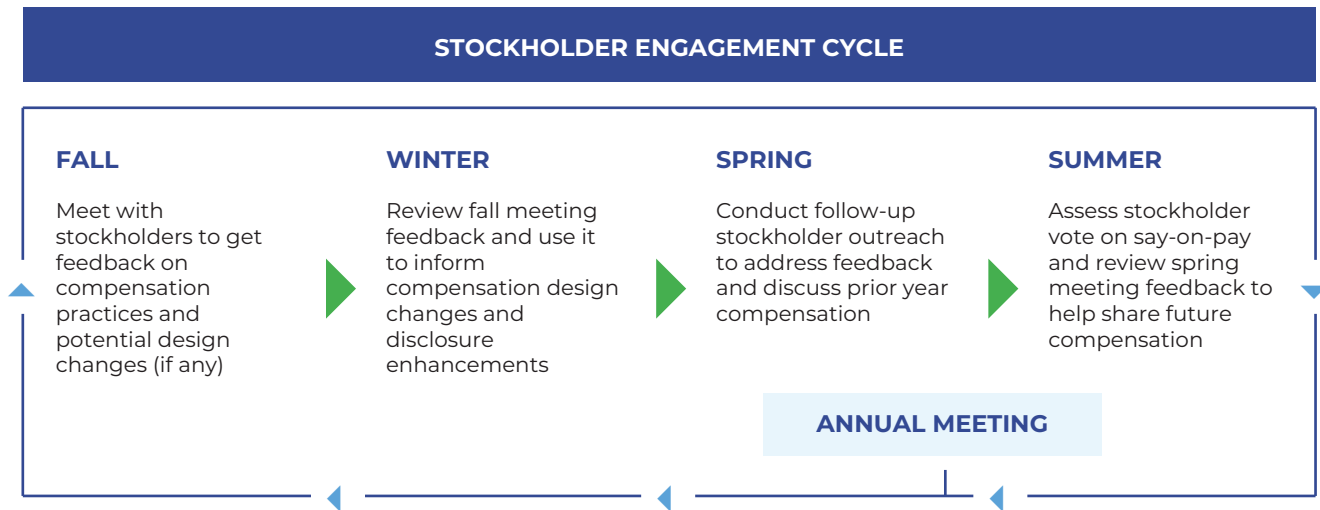 STOCKHOLDER ENGAGEMENT CYCLE
FALL
Meet with
stockholders to get
feedback on
compensation
practices and
potential design
changes (if any)
WINTER
Review fall meeting
feedback and use it
to inform
compensation design
changes and
disclosure
enhancements
SPRING
Conduct follow-up
stockholder outreach
to address feedback
and discuss prior year
compensation
SUMMER
Assess stockholder
vote on say-on-pay
and review spring
meeting feedback to
help share future
compensation
ANNUAL MEETING